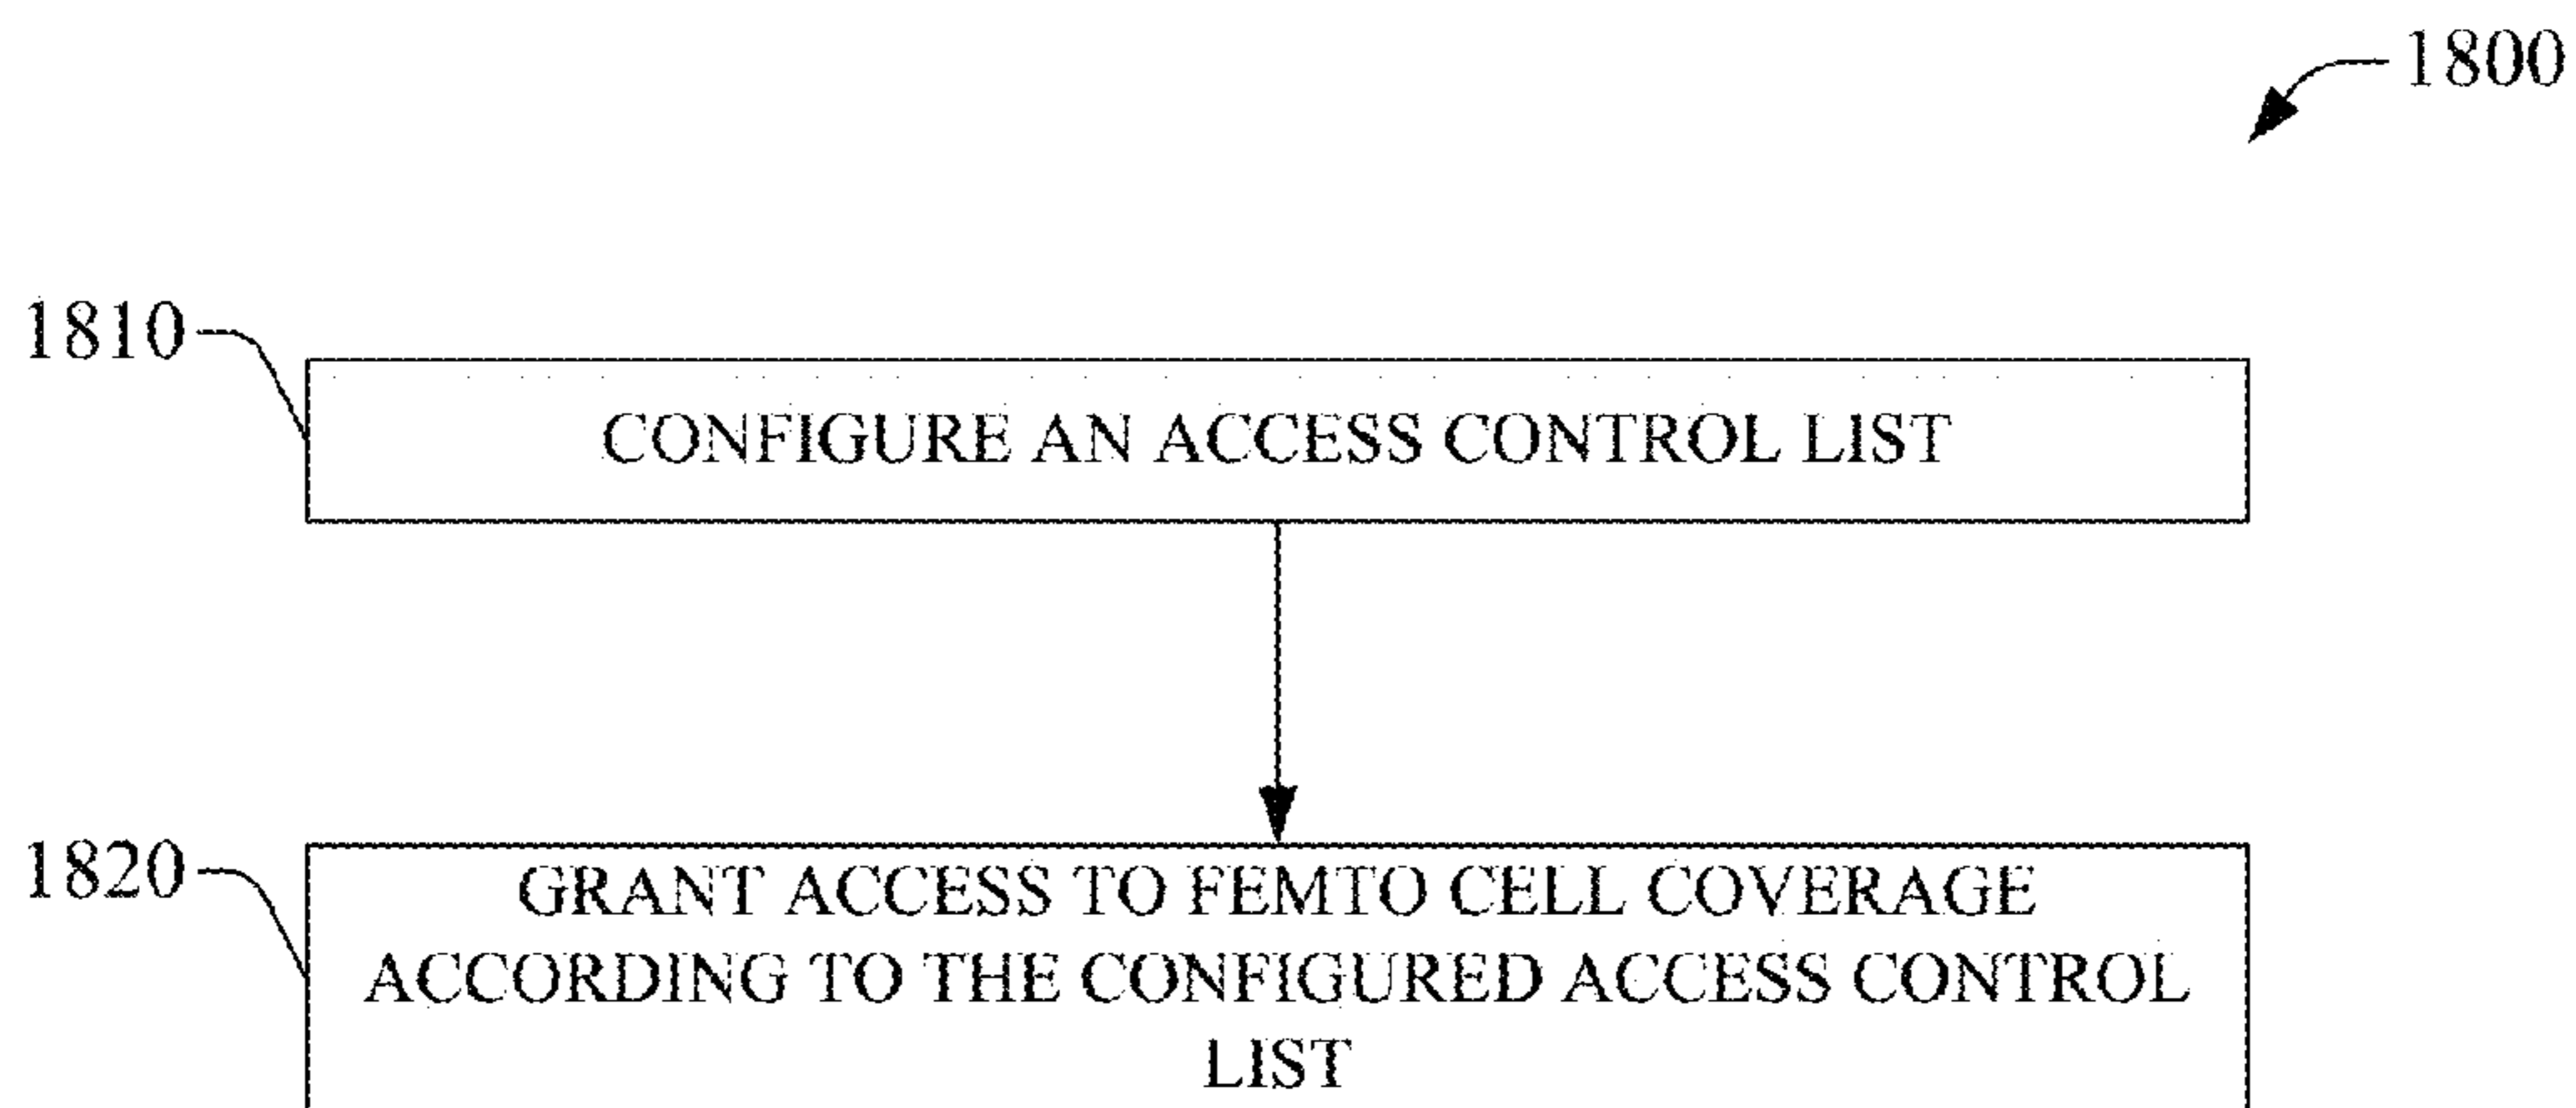 1800
1810
CONFIGURE AN ACCESS CONTROL LIST
1820
GRANT ACCESS TO FEMTO CELL COVERAGE
ACCORDING TO THE CONFIGURED ACCESS CONTROL
LIST